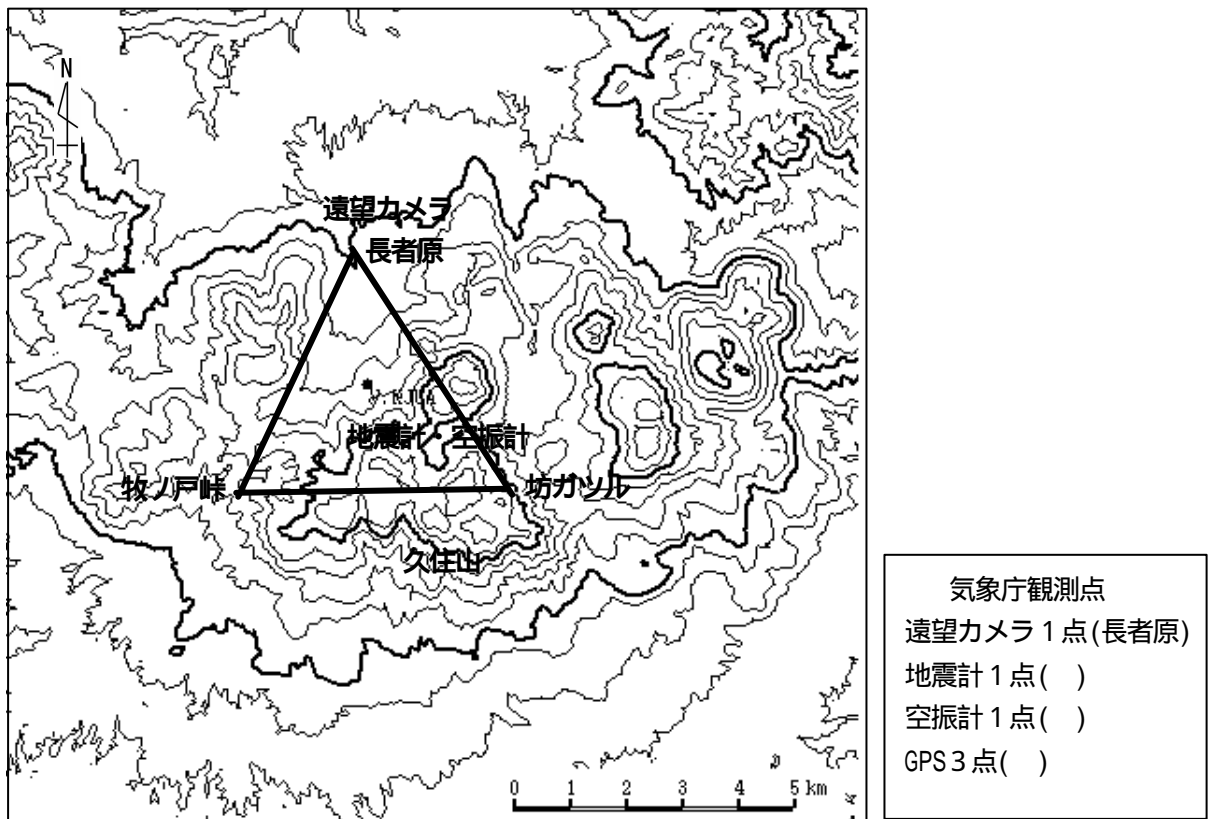 N
遠望カメラ
長者原
地震計・空振計
牧ノ戸峠
坊ガツル
久住山
0 1 2 3 4 5 km
気象庁観測点
遠望カメラ1点(長者原)
地震計1点( )
空振計1点( )
GPS3点( )